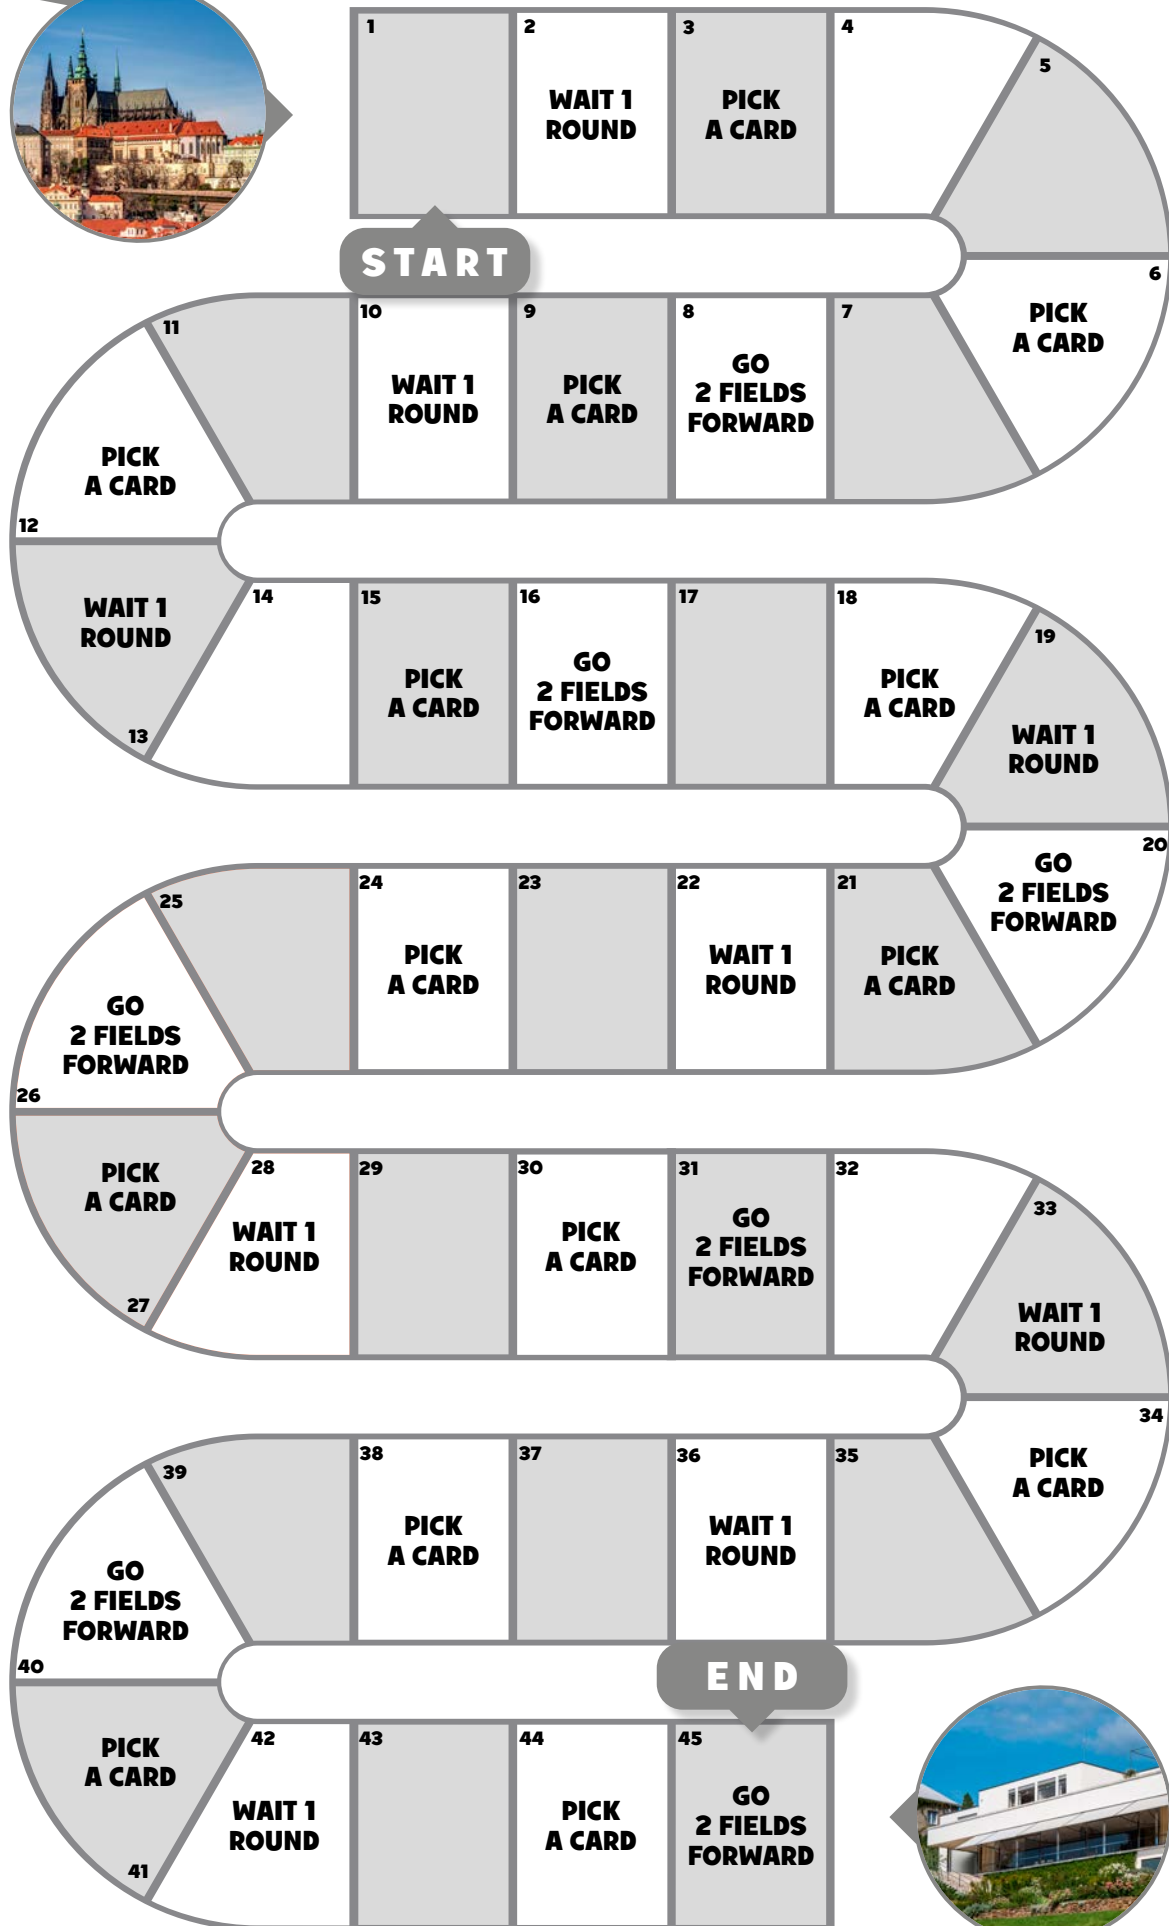 1
2
WAIT 1
ROUND
3
PICK
A CARD
4
5
START
6
PICK
A CARD
7
8
GO
2 FIELDS
FORWARD
9
PICK
A CARD
10
WAIT 1
ROUND
11
12
PICK
A CARD
13
WAIT 1
ROUND
14
15
PICK
A CARD
16
GO
2 FIELDS
FORWARD
17
18
PICK
A CARD
19
WAIT 1
ROUND
20
GO
2 FIELDS
FORWARD
21
PICK
A CARD
22
WAIT 1
ROUND
23
24
PICK
A CARD
25
26
GO
2 FIELDS
FORWARD
27
PICK
A CARD
28
WAIT 1
ROUND
29
30
PICK
A CARD
31
GO
2 FIELDS
FORWARD
32
33
WAIT 1
ROUND
34
PICK
A CARD
35
36
WAIT 1
ROUND
37
38
PICK
A CARD
39
40
GO
2 FIELDS
FORWARD
41
PICK
A CARD
42
WAIT 1
ROUND
43
44
PICK
A CARD
END
45
GO
2 FIELDS
FORWARD